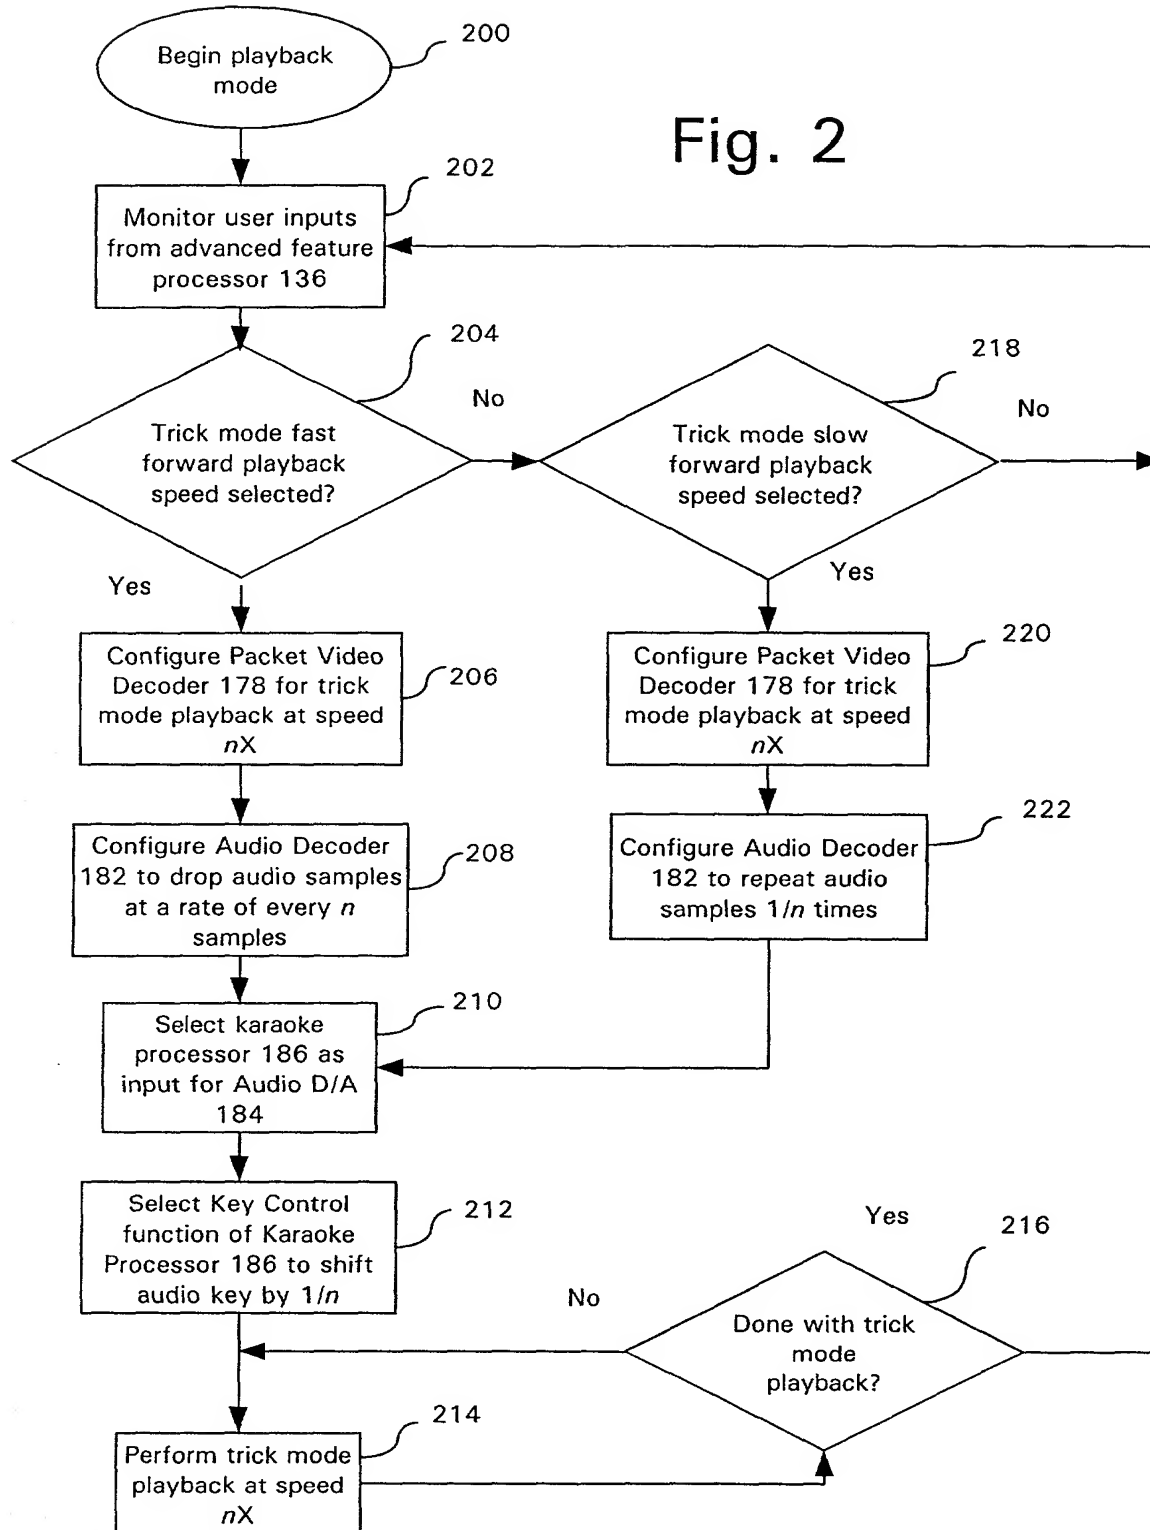 Begin playback
mode
200
Fig. 2
202
Monitor user inputs
from advanced feature
processor 136
204
Trick mode fast
forward playback
speed selected?
No
218
Trick mode slow
forward playback
speed selected?
No
Yes
Yes
Configure Packet Video
Decoder 178 for trick
mode playback at speed
nX
206
Configure Packet Video
Decoder 178 for trick
mode playback at speed
nX
220
Configure Audio Decoder
182 to drop audio samples
at a rate of every n
samples
208
Configure Audio Decoder
182 to repeat audio
samples 1/n times
222
Select karaoke
processor 186 as
input for Audio D/A
184
210
Select Key Control
function of Karaoke
Processor 186 to shift
audio key by 1/n
212
Yes
216
No
Done with trick
mode
playback?
214
Perform trick mode
playback at speed
nX